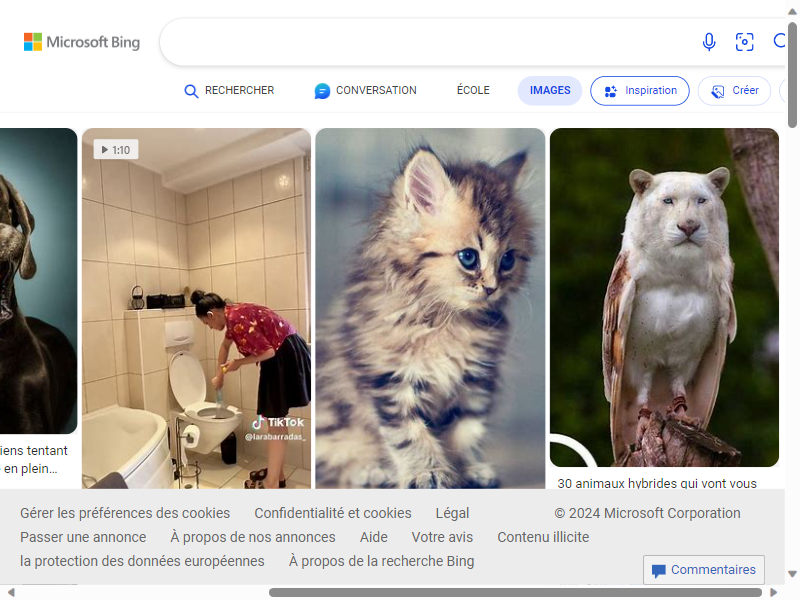 Microsoft Bing
RECHERCHER
CONVERSATION
ÉCOLE
IMAGES
Inspiration
Créer
1:10
TikTok
@larabarradas_
iens tentant
en plein...
30 animaux hybrides qui vont vous
Gérer les préférences des cookies
Confidentialité et cookies
Légal
© 2024 Microsoft Corporation
Passer une annonce
À propos de nos annonces
Aide
Votre avis
Contenu illicite
la protection des données européennes
À propos de la recherche Bing
Commentaires